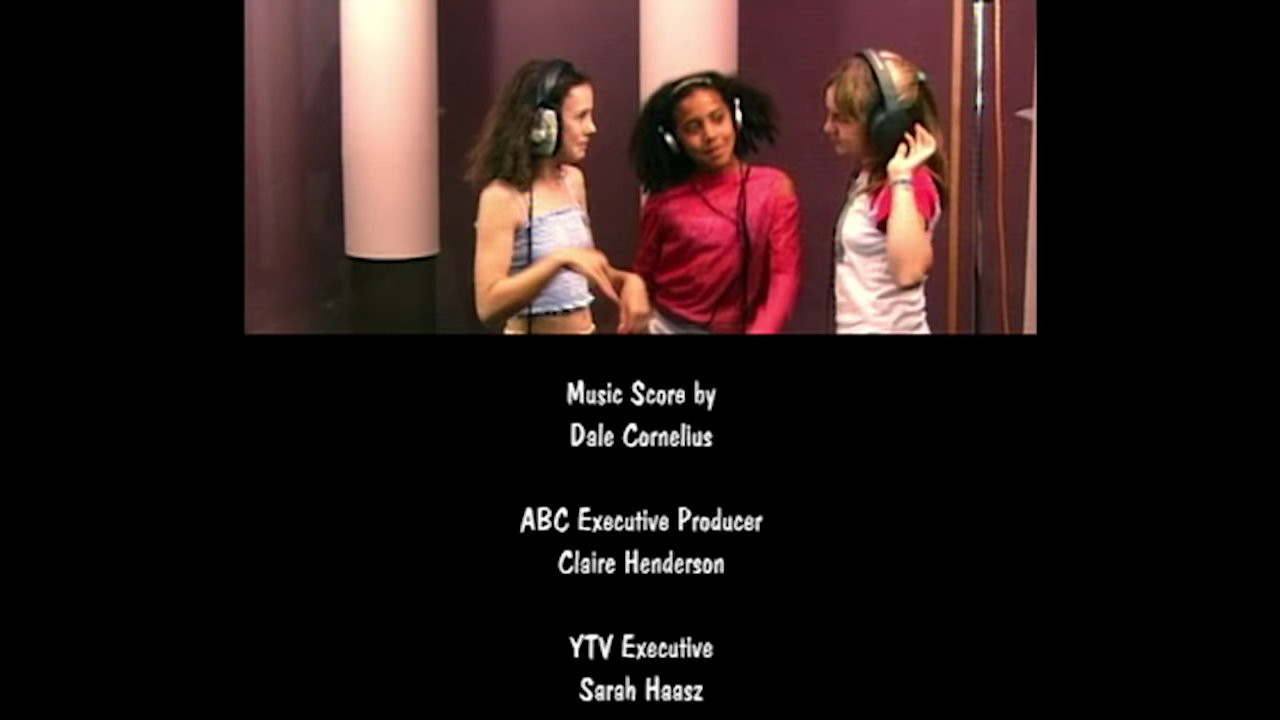 Music Score by
Dale Cornelius
ABC Executive Producer
Claire Henderson
YTV Executive
Sarah Haasz